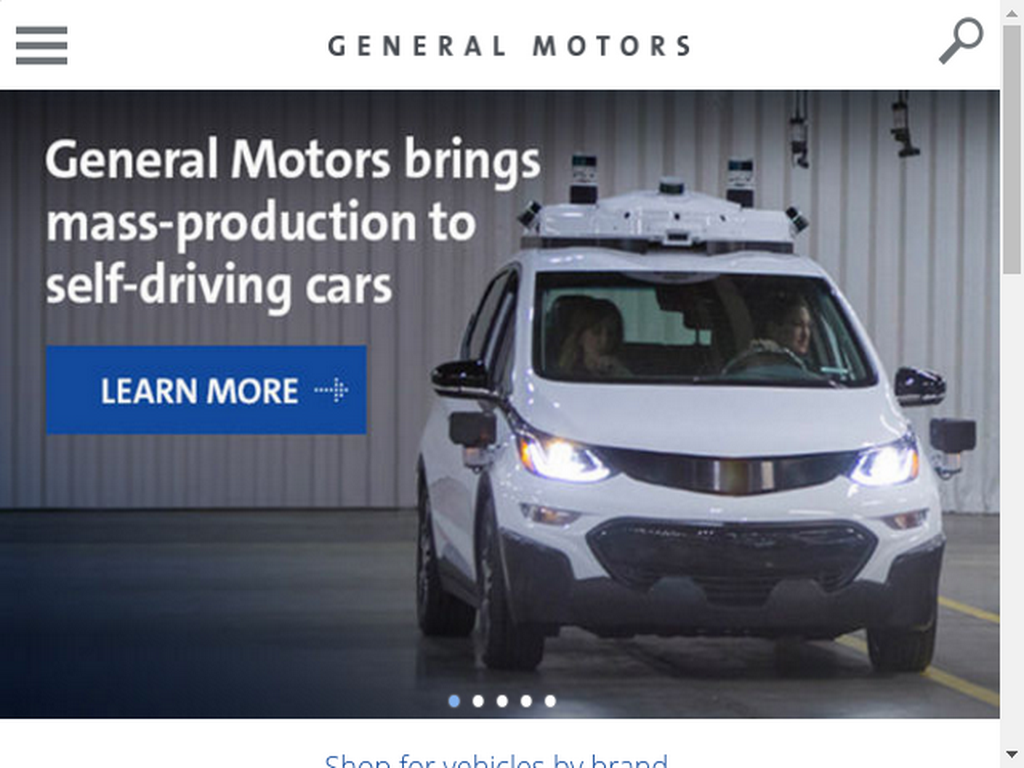 GENERAL MOTORS
General Motors brings
mass-production to
self-driving cars
LEARN MORE
Shop for vehicles by brand